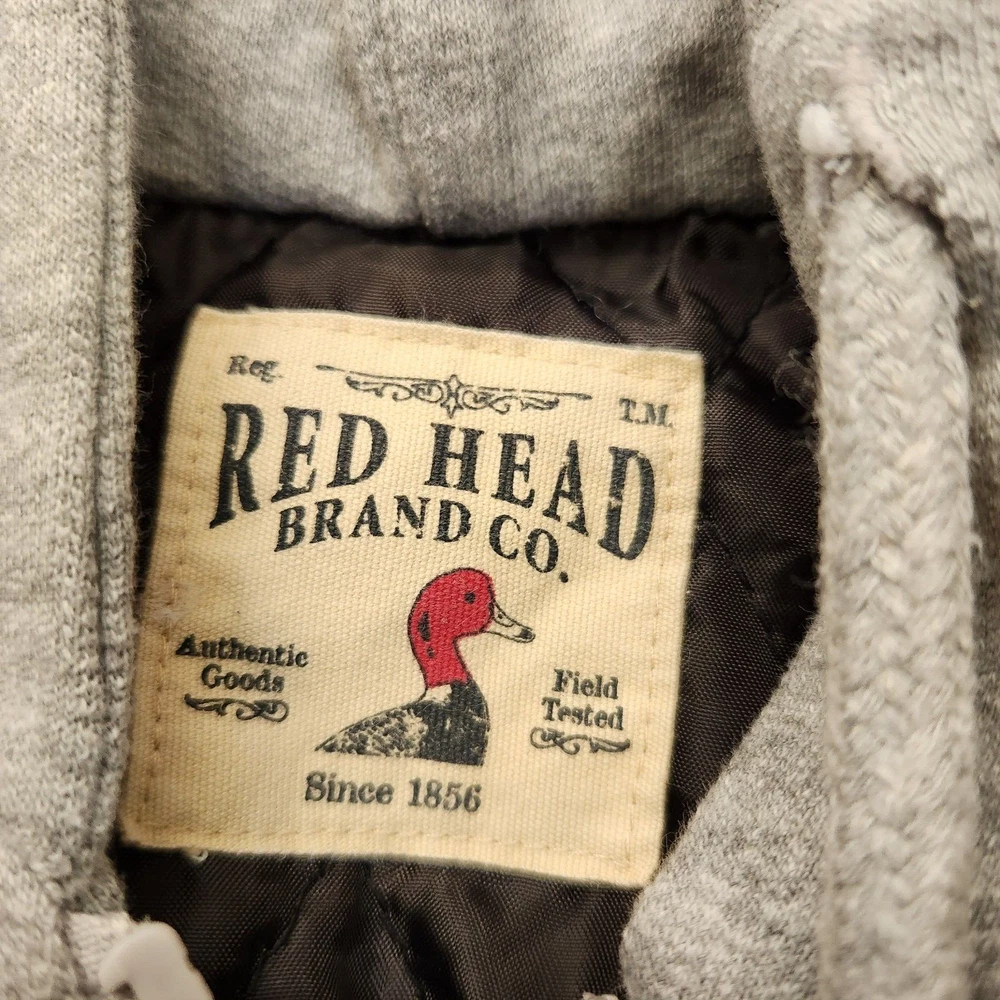 Reg.
T.M.
RED HEAD
BRAND CO.
Authentic
Goods
Field
Tested
Since 1856